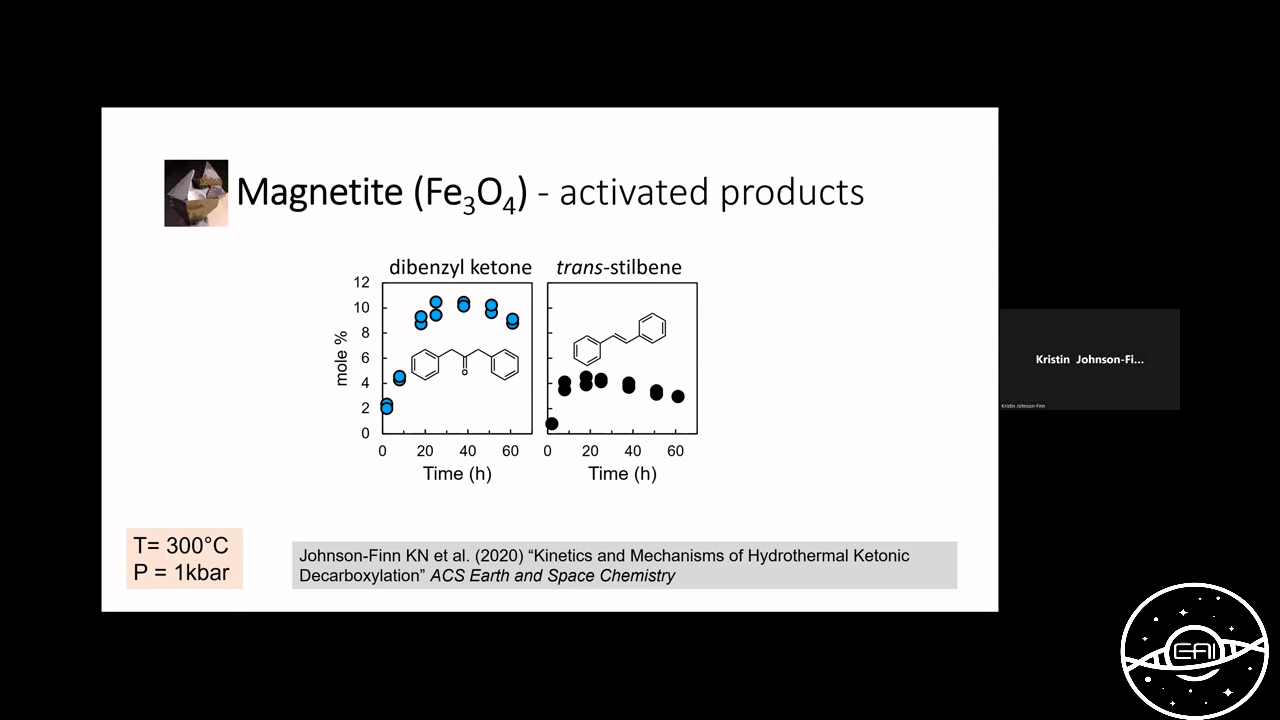 Magnetite (Fe₃O₄) - activated products
dibenzyl ketone
trans-stilbene
12
10
8
6
4
2
0
mole %
O
0 20 40 60
0 20 40 60
Time (h)
Time (h)
T= 300°C
P = 1kbar
Johnson-Finn KN et al. (2020) “Kinetics and Mechanisms of Hydrothermal Ketonic
Decarboxylation” ACS Earth and Space Chemistry
Kristin Johnson-Fi...
Kristin Johnson-Finn
EAI